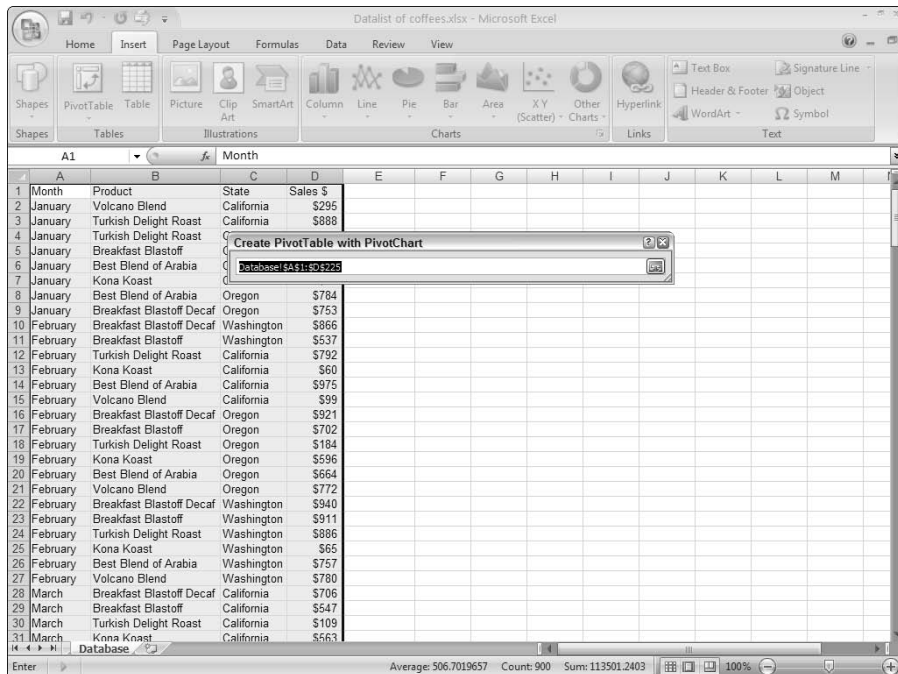 Datalist of coffees.xlsx - Microsoft Excel
Home Insert Page Layout Formulas Data Review View
Shapes PivotTable Table Picture Clip Art SmartArt Column Line Pie Bar Area X Y (Scatter) Other Charts Hyperlink Text Box Header & Footer WordArt Signature Line Object Symbol
Shapes Tables Illustrations Charts Links Text
A1 fx Month
A B C D E F G H I J K L M N
1 Month Product State Sales $
2 January Volcano Blend California $295
3 January Turkish Delight Roast California $888
4 January Turkish Delight Roast
5 January Breakfast Blastoff
6 January Best Blend of Arabia
7 January Kona Koast
Create PivotTable with PivotChart
Database!$A$1:$D$225
8 January Best Blend of Arabia Oregon $784
9 January Breakfast Blastoff Decaf Oregon $753
10 February Breakfast Blastoff Decaf Washington $866
11 February Breakfast Blastoff Washington $537
12 February Turkish Delight Roast California $792
13 February Kona Koast California $60
14 February Best Blend of Arabia California $975
15 February Volcano Blend California $99
16 February Breakfast Blastoff Decaf Oregon $921
17 February Breakfast Blastoff Oregon $702
18 February Turkish Delight Roast Oregon $184
19 February Kona Koast Oregon $596
20 February Best Blend of Arabia Oregon $664
21 February Volcano Blend Oregon $772
22 February Breakfast Blastoff Decaf Washington $940
23 February Breakfast Blastoff Washington $911
24 February Turkish Delight Roast Washington $886
25 February Kona Koast Washington $65
26 February Best Blend of Arabia Washington $757
27 February Volcano Blend Washington $780
28 March Breakfast Blastoff Decaf California $706
29 March Breakfast Blastoff California $547
30 March Turkish Delight Roast California $109
31 March Kona Koast California $563
Database
Enter Average: 506.7019657 Count: 900 Sum: 113501.2403 100%